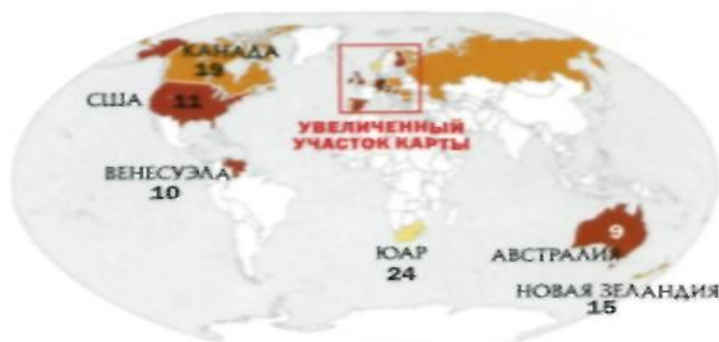 КАНАДА
19
США
11
УВЕЛИЧЕННЫЙ
УЧАСТОК КАРТЫ
ВЕНЕСУЭЛА
10
9
ЮАР
24
АВСТРАЛИЯ
НОВАЯ ЗЕЛАНДИЯ
15